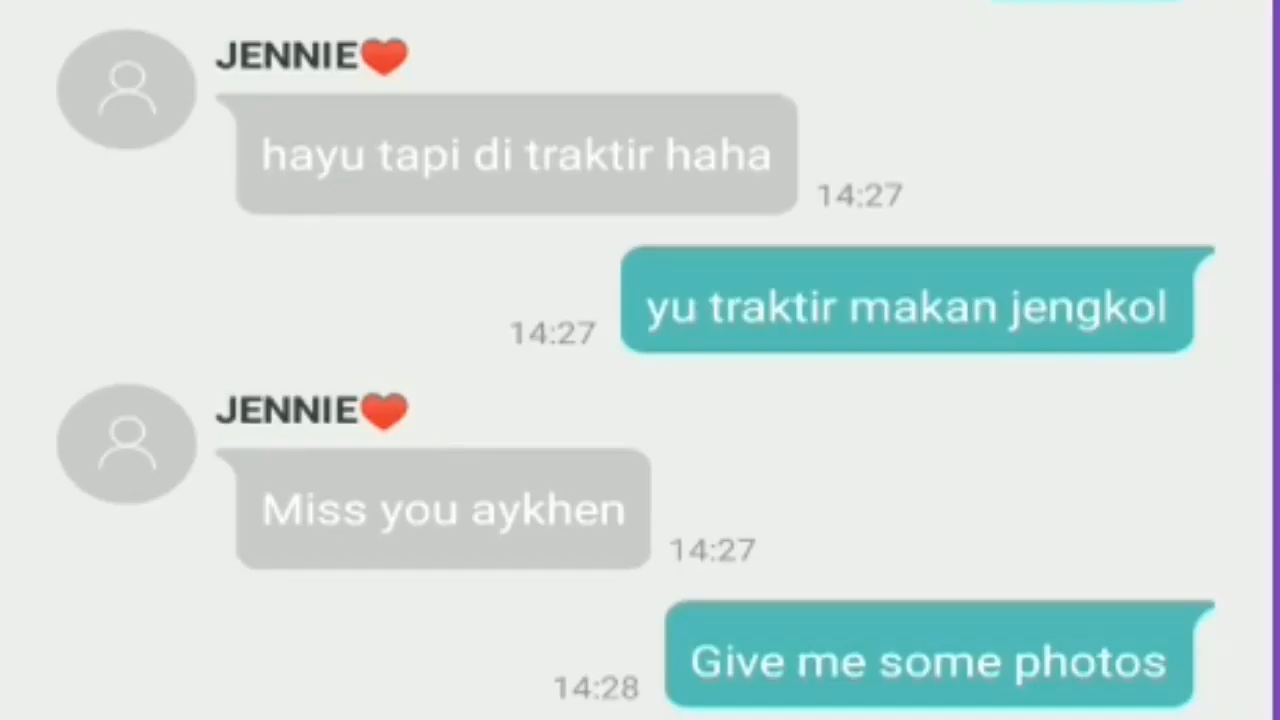 JENNIE❤️
hayu tapi di traktir haha
14:27
yu traktir makan jengkol
14:27
JENNIE❤️
Miss you aykhen
14:27
Give me some photos
14:28